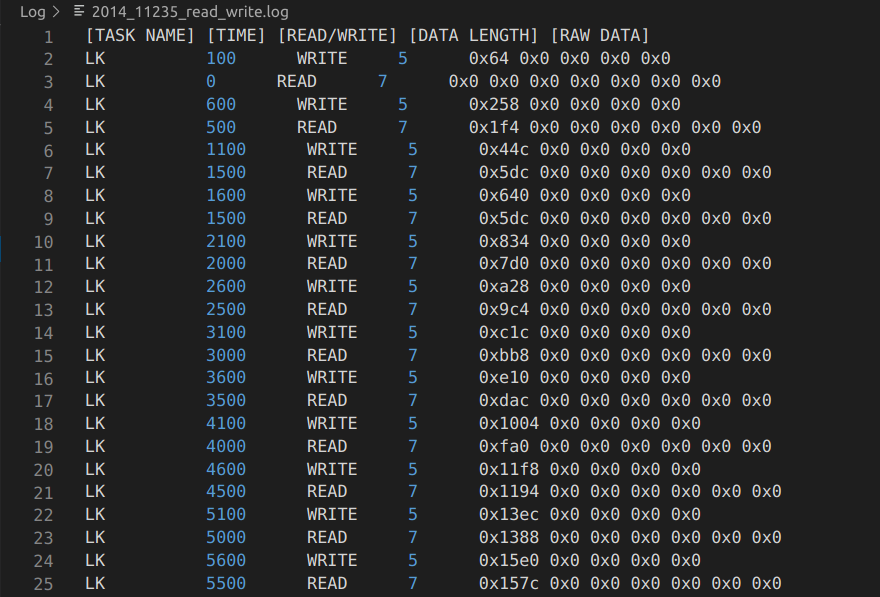 Log > 2014_11235_read_write.log
1 [TASK NAME] [TIME] [READ/WRITE] [DATA LENGTH] [RAW DATA]
2 LK 100 WRITE 5 0x64 0x0 0x0 0x0 0x0
3 LK 0 READ 7 0x0 0x0 0x0 0x0 0x0 0x0 0x0
4 LK 600 WRITE 5 0x258 0x0 0x0 0x0 0x0
5 LK 500 READ 7 0x1f4 0x0 0x0 0x0 0x0 0x0 0x0
6 LK 1100 WRITE 5 0x44c 0x0 0x0 0x0 0x0
7 LK 1500 READ 7 0x5dc 0x0 0x0 0x0 0x0 0x0 0x0
8 LK 1600 WRITE 5 0x640 0x0 0x0 0x0 0x0
9 LK 1500 READ 7 0x5dc 0x0 0x0 0x0 0x0 0x0 0x0
10 LK 2100 WRITE 5 0x834 0x0 0x0 0x0 0x0
11 LK 2000 READ 7 0x7d0 0x0 0x0 0x0 0x0 0x0 0x0
12 LK 2600 WRITE 5 0xa28 0x0 0x0 0x0 0x0
13 LK 2500 READ 7 0x9c4 0x0 0x0 0x0 0x0 0x0 0x0
14 LK 3100 WRITE 5 0xc1c 0x0 0x0 0x0 0x0
15 LK 3000 READ 7 0xbb8 0x0 0x0 0x0 0x0 0x0 0x0
16 LK 3600 WRITE 5 0xe10 0x0 0x0 0x0 0x0
17 LK 3500 READ 7 0xdac 0x0 0x0 0x0 0x0 0x0 0x0
18 LK 4100 WRITE 5 0x1004 0x0 0x0 0x0 0x0
19 LK 4000 READ 7 0xfa0 0x0 0x0 0x0 0x0 0x0 0x0
20 LK 4600 WRITE 5 0x11f8 0x0 0x0 0x0 0x0
21 LK 4500 READ 7 0x1194 0x0 0x0 0x0 0x0 0x0 0x0
22 LK 5100 WRITE 5 0x13ec 0x0 0x0 0x0 0x0
23 LK 5000 READ 7 0x1388 0x0 0x0 0x0 0x0 0x0 0x0
24 LK 5600 WRITE 5 0x15e0 0x0 0x0 0x0 0x0
25 LK 5500 READ 7 0x157c 0x0 0x0 0x0 0x0 0x0 0x0